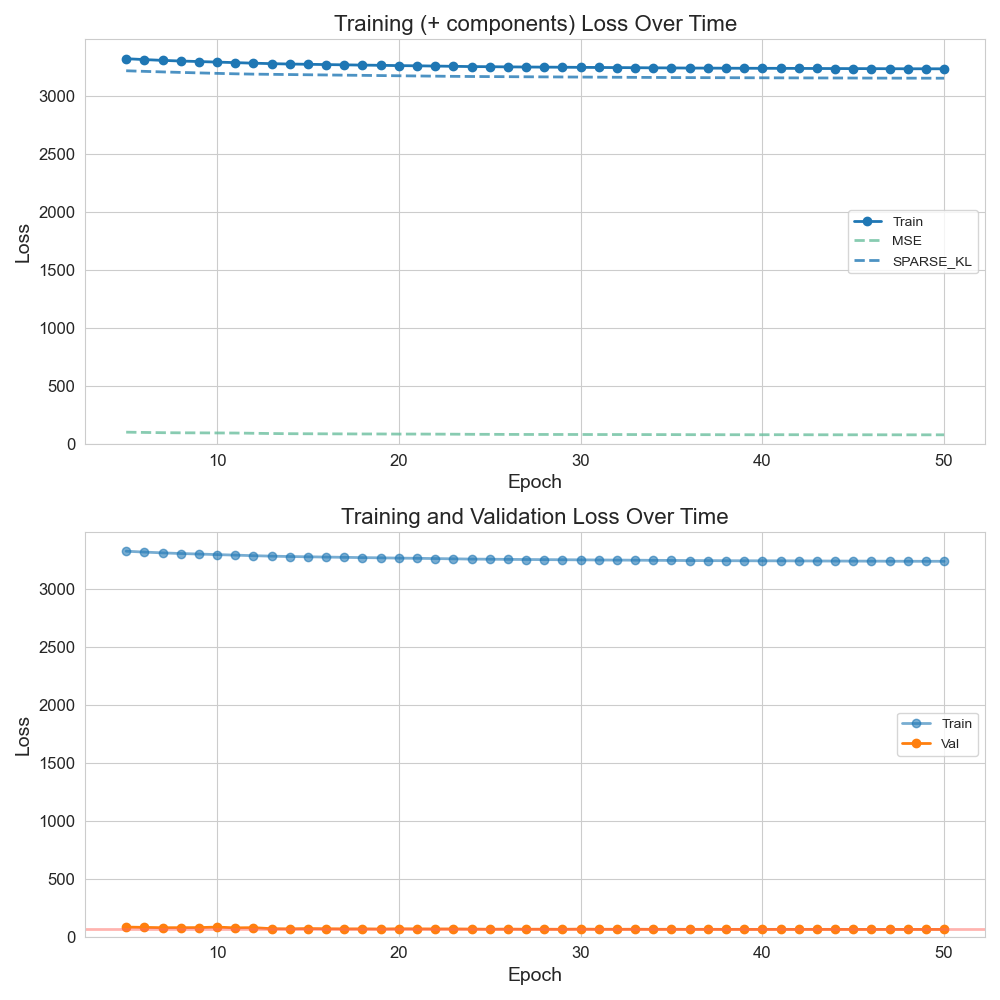 Training (+ components) Loss Over Time
3000
2500
2000
1500
1000
500
0
Loss
Train
MSE
SPARSE_KL
10 20 30 40 50
Epoch
Training and Validation Loss Over Time
3000
2500
2000
1500
1000
500
0
Loss
Train
Val
10 20 30 40 50
Epoch